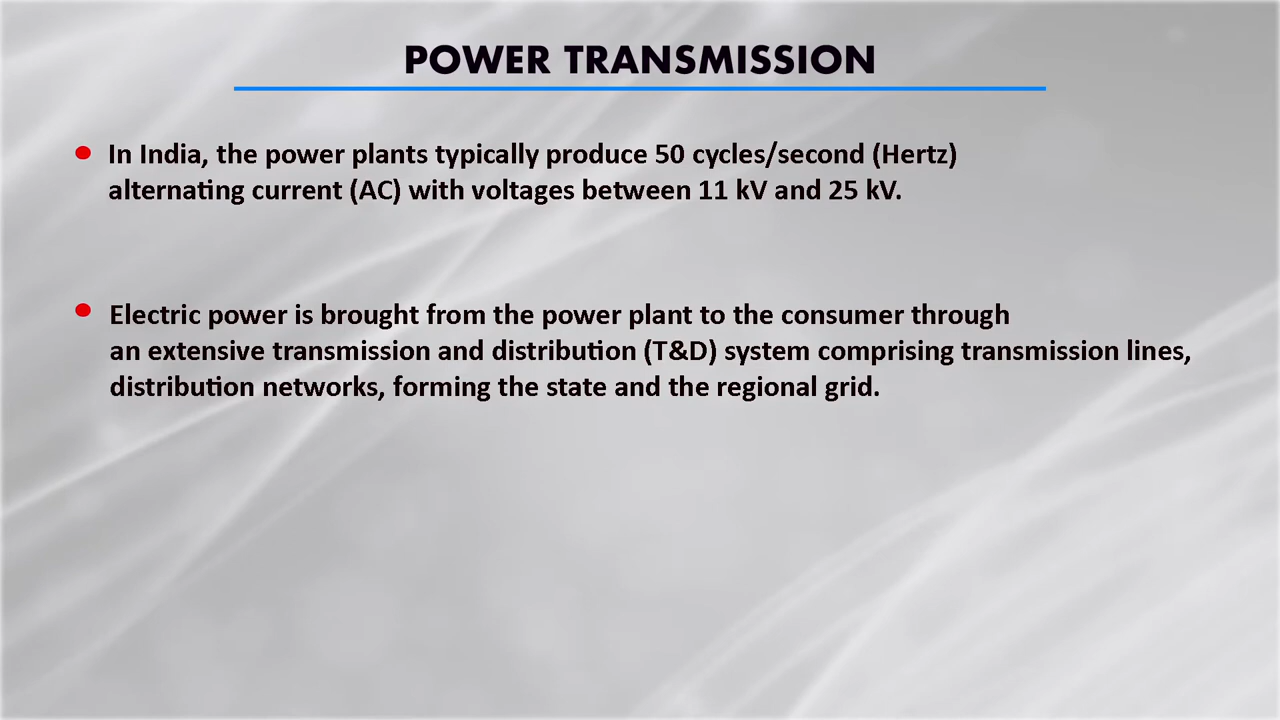 POWER TRANSMISSION
In India, the power plants typically produce 50 cycles/second (Hertz)
alternating current (AC) with voltages between 11 kV and 25 kV.
Electric power is brought from the power plant to the consumer through
an extensive transmission and distribution (T&D) system comprising transmission lines,
distribution networks, forming the state and the regional grid.